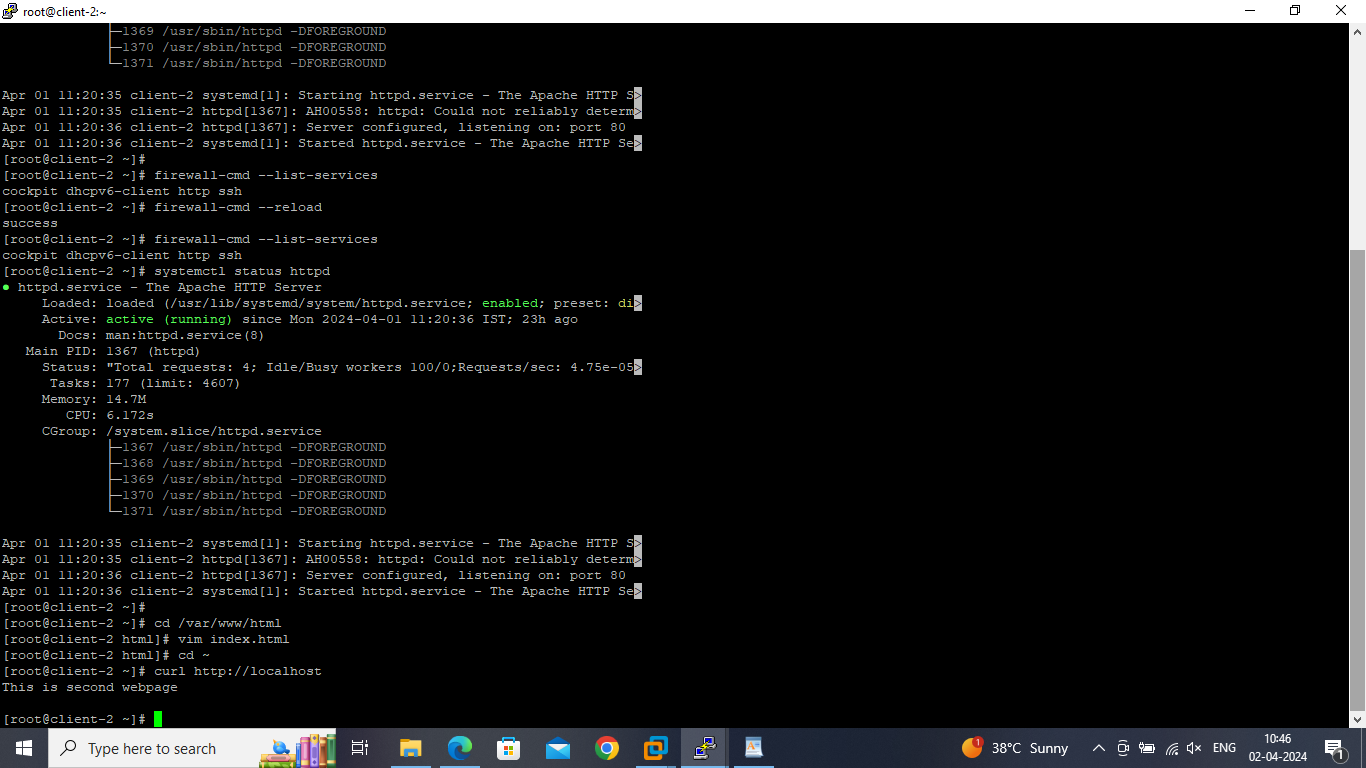 root@client-2:~
├─1369 /usr/sbin/httpd -DFOREGROUND
├─1370 /usr/sbin/httpd -DFOREGROUND
└─1371 /usr/sbin/httpd -DFOREGROUND
Apr 01 11:20:35 client-2 systemd[1]: Starting httpd.service - The Apache HTTP S>
Apr 01 11:20:35 client-2 httpd[1367]: AH00558: httpd: Could not reliably determ>
Apr 01 11:20:36 client-2 httpd[1367]: Server configured, listening on: port 80
Apr 01 11:20:36 client-2 systemd[1]: Started httpd.service - The Apache HTTP Se>
[root@client-2 ~]#
[root@client-2 ~]# firewall-cmd --list-services
cockpit dhcpv6-client http ssh
[root@client-2 ~]# firewall-cmd --reload
success
[root@client-2 ~]# firewall-cmd --list-services
cockpit dhcpv6-client http ssh
[root@client-2 ~]# systemctl status httpd
● httpd.service - The Apache HTTP Server
Loaded: loaded (/usr/lib/systemd/system/httpd.service; enabled; preset: di>
Active: active (running) since Mon 2024-04-01 11:20:36 IST; 23h ago
Docs: man:httpd.service(8)
Main PID: 1367 (httpd)
Status: "Total requests: 4; Idle/Busy workers 100/0;Requests/sec: 4.75e-05>
Tasks: 177 (limit: 4607)
Memory: 14.7M
CPU: 6.172s
CGroup: /system.slice/httpd.service
├─1367 /usr/sbin/httpd -DFOREGROUND
├─1368 /usr/sbin/httpd -DFOREGROUND
├─1369 /usr/sbin/httpd -DFOREGROUND
├─1370 /usr/sbin/httpd -DFOREGROUND
└─1371 /usr/sbin/httpd -DFOREGROUND
Apr 01 11:20:35 client-2 systemd[1]: Starting httpd.service - The Apache HTTP S>
Apr 01 11:20:35 client-2 httpd[1367]: AH00558: httpd: Could not reliably determ>
Apr 01 11:20:36 client-2 httpd[1367]: Server configured, listening on: port 80
Apr 01 11:20:36 client-2 systemd[1]: Started httpd.service - The Apache HTTP Se>
[root@client-2 ~]#
[root@client-2 ~]# cd /var/www/html
[root@client-2 html]# vim index.html
[root@client-2 html]# cd ~
[root@client-2 ~]# curl http://localhost
This is second webpage
[root@client-2 ~]#
Type here to search
1
38°C Sunny
ENG
10:46
02-04-2024
1